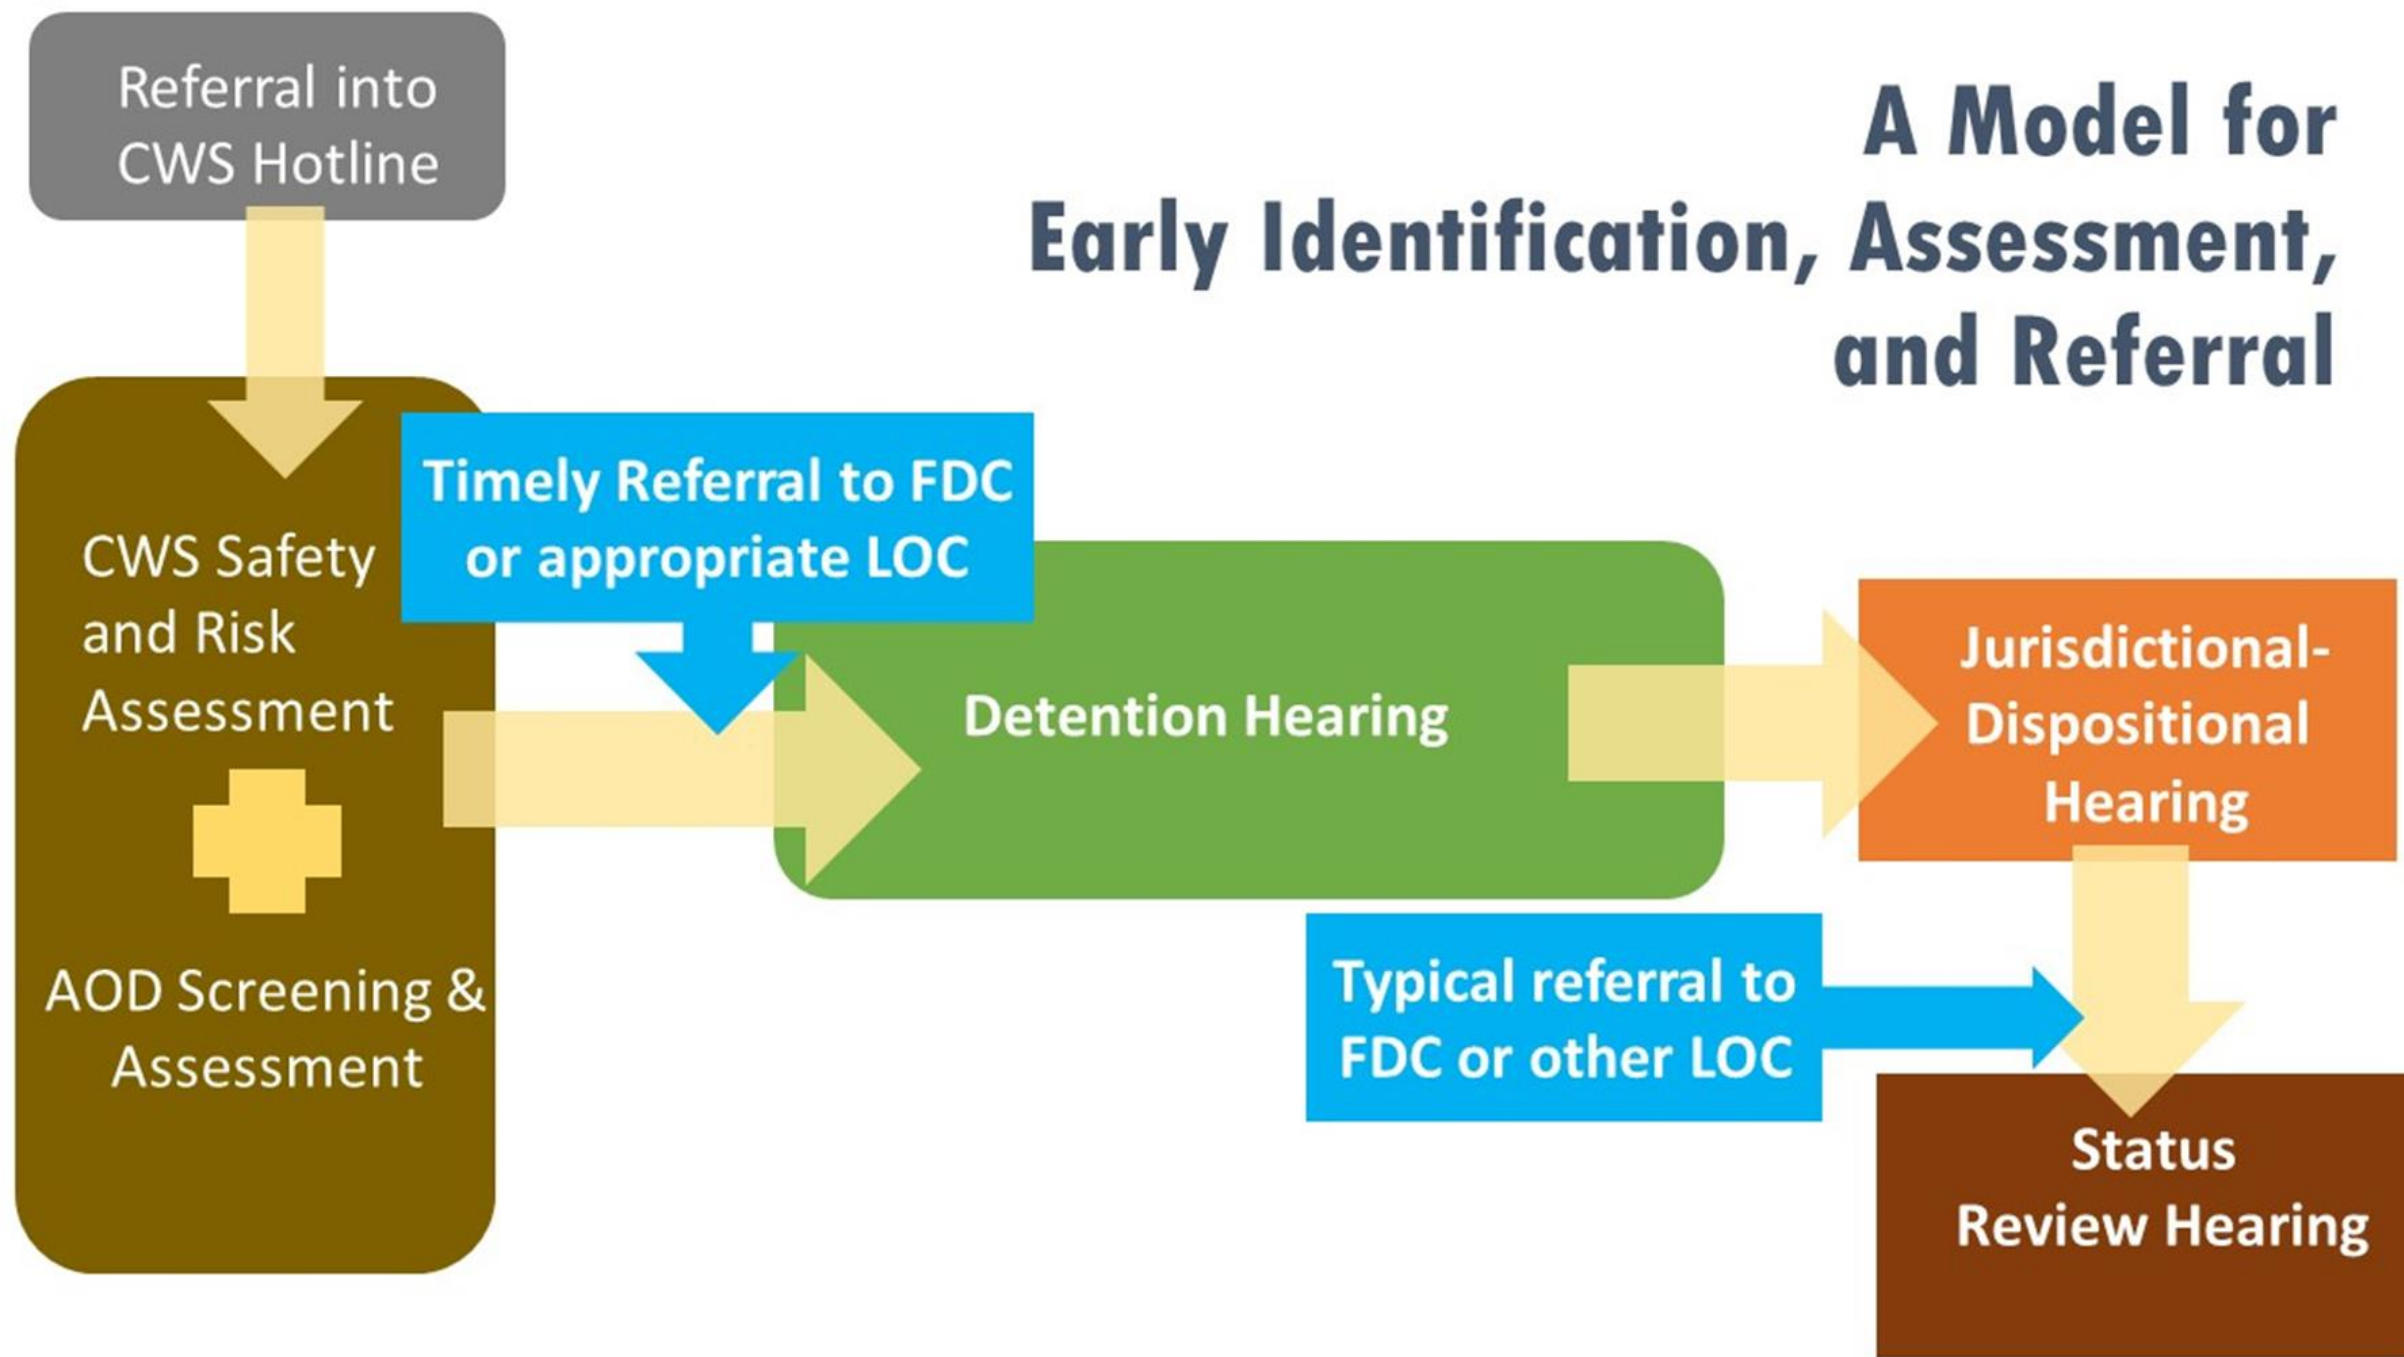 Referral into
CWS Hotline
A Model for
Early Identification, Assessment,
and Referral
Timely Referral to FDC
or appropriate LOC
CWS Safety
and Risk
Assessment
AOD Screening &
Assessment
Detention Hearing
Jurisdictional-
Dispositional
Hearing
Typical referral to
FDC or other LOC
Status
Review Hearing